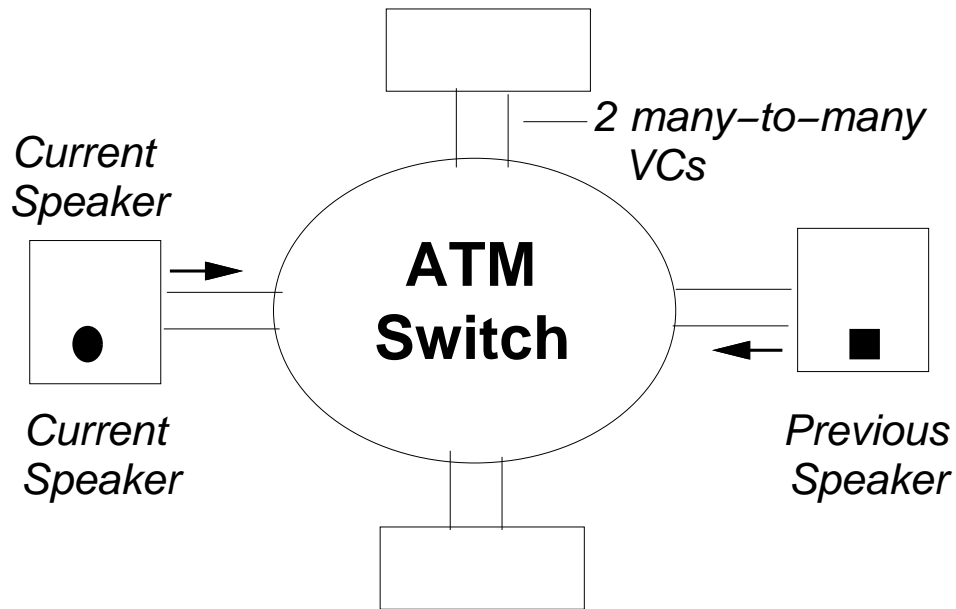 2 many−to−many
VCs
Current
Speaker
ATM
Switch
Current
Speaker
Previous
Speaker